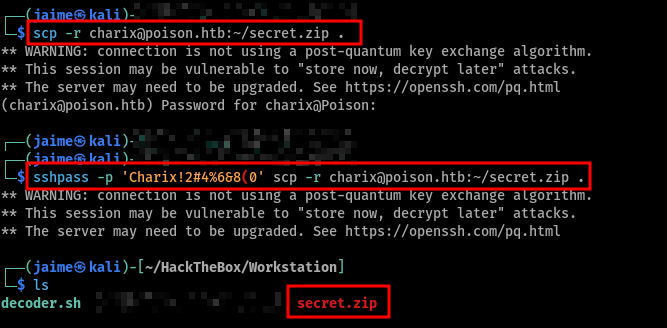 (jaime㉿kali)-
$ scp -r charix@poison.htb:~/secret.zip .
** WARNING: connection is not using a post-quantum key exchange algorithm.
** This session may be vulnerable to "store now, decrypt later" attacks.
** The server may need to be upgraded. See https://openssh.com/pq.html
(charix@poison.htb) Password for charix@Poison:
(jaime㉿kali)-
(jaime㉿kali)-
$ sshpass -p 'Charix!2#4%6&8(0' scp -r charix@poison.htb:~/secret.zip .
** WARNING: connection is not using a post-quantum key exchange algorithm.
** This session may be vulnerable to "store now, decrypt later" attacks.
** The server may need to be upgraded. See https://openssh.com/pq.html
(jaime㉿kali)-[~/HackTheBox/Workstation]
$ ls
decoder.sh secret.zip